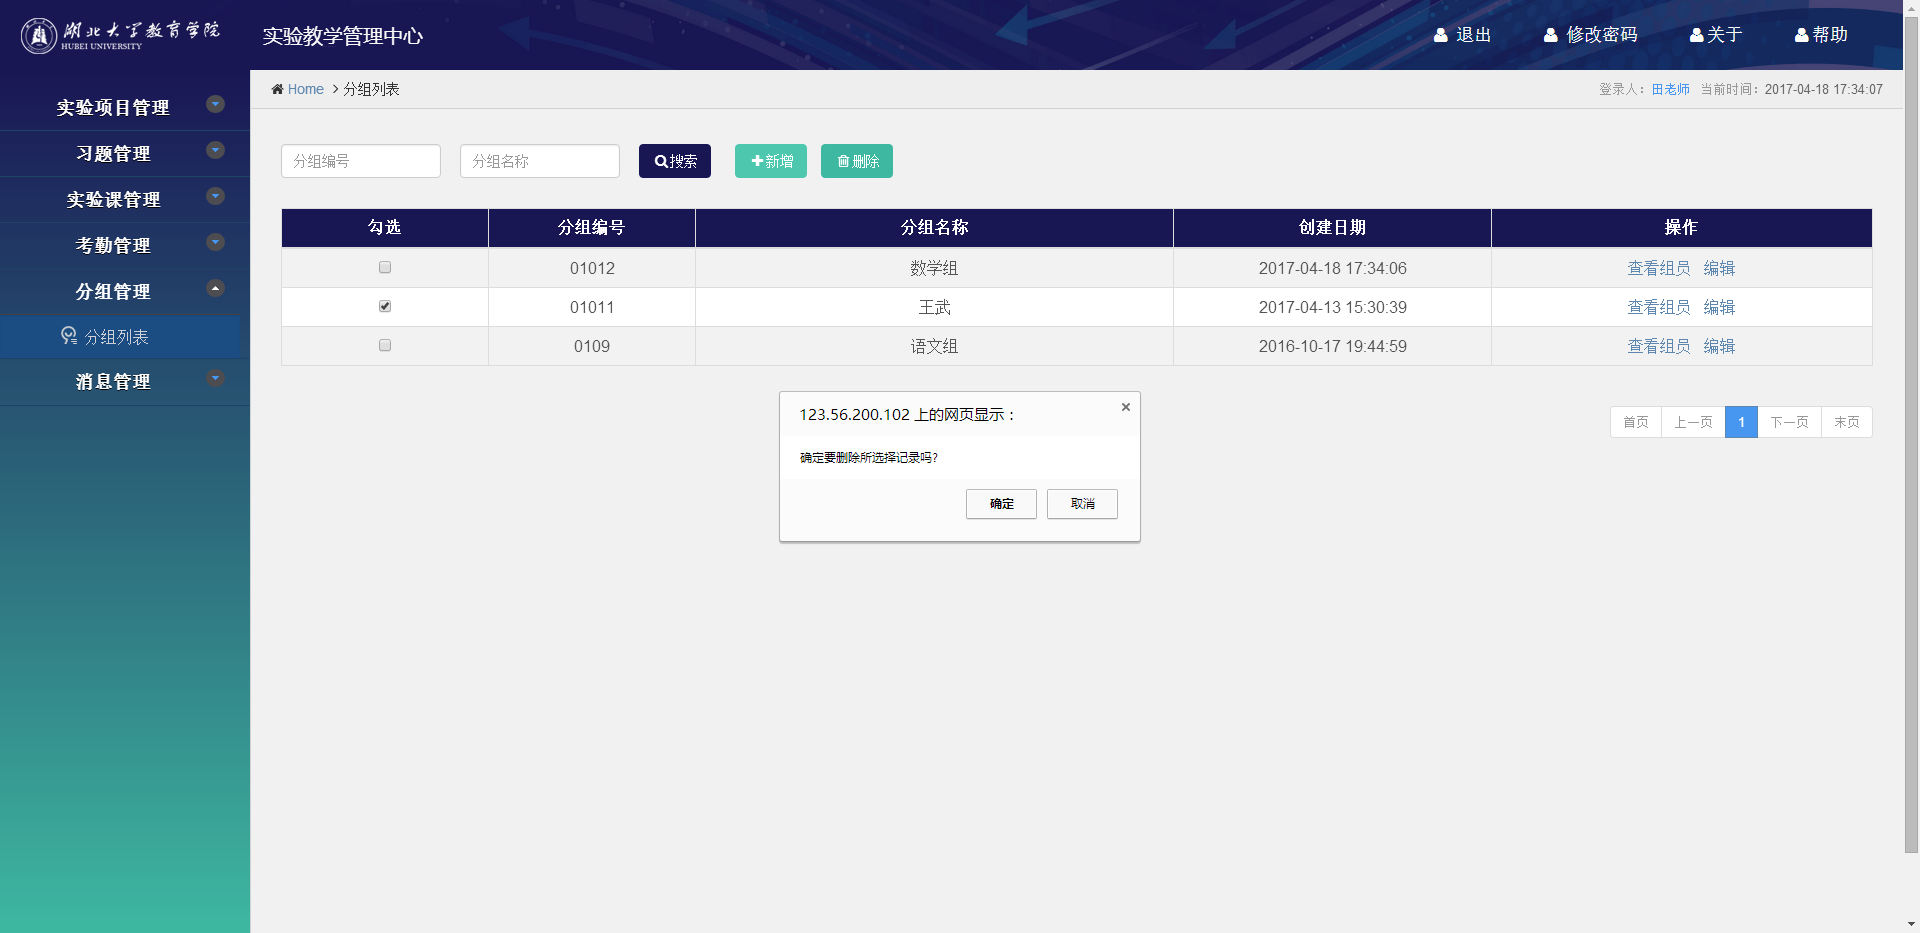 湖北大学教育学院
HUBEI UNIVERSITY
实验教学管理中心
退出 修改密码 关于 帮助
Home 分组列表
登录人：田老师 当前时间：2017-04-18 17:34:07
实验项目管理
习题管理
实验课管理
考勤管理
分组管理
分组列表
消息管理
分组编号 分组名称 搜索 新增 删除
勾选 分组编号 分组名称 创建日期 操作
01012 数学组 2017-04-18 17:34:06 查看组员 编辑
01011 王武 2017-04-13 15:30:39 查看组员 编辑
0109 语文组 2016-10-17 19:44:59 查看组员 编辑
首页 上一页 1 下一页 末页
123.56.200.102 上的网页显示：
确定要删除所选择记录吗?
确定 取消